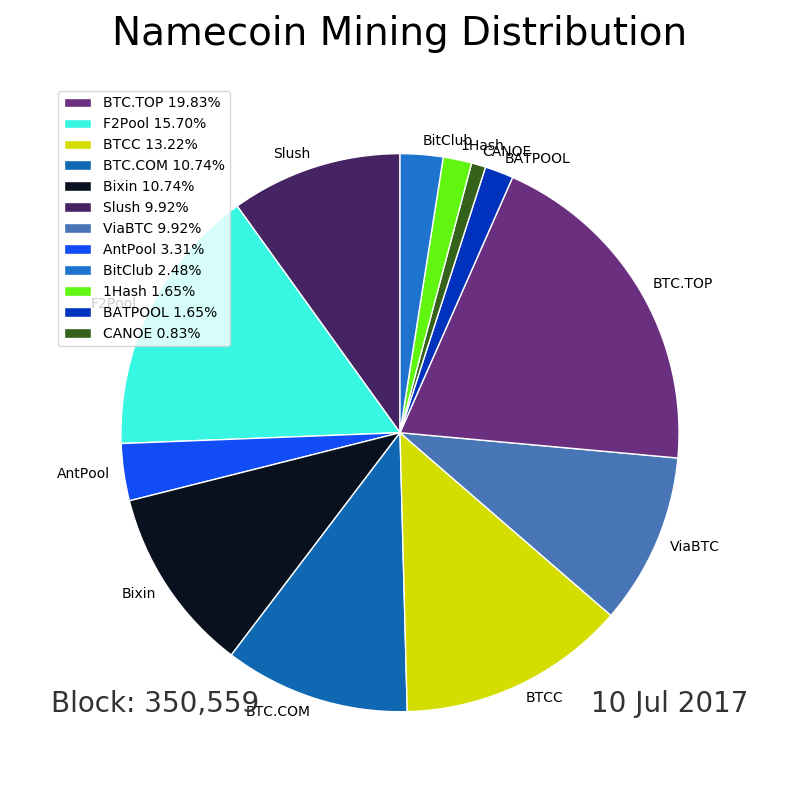 Namecoin Mining Distribution
BTC.TOP 19.83%
F2Pool 15.70%
BTCC 13.22%
BTC.COM 10.74%
Bixin 10.74%
Slush 9.92%
ViaBTC 9.92%
AntPool 3.31%
BitClub 2.48%
1Hash 1.65%
BATPOOL 1.65%
CANOE 0.83%
BitClub
1Hash
CANOE
BATPOOL
Slush
BTC.TOP
F2Pool
AntPool
ViaBTC
Bixin
BTCC
BTC.COM
Block: 350,559
10 Jul 2017